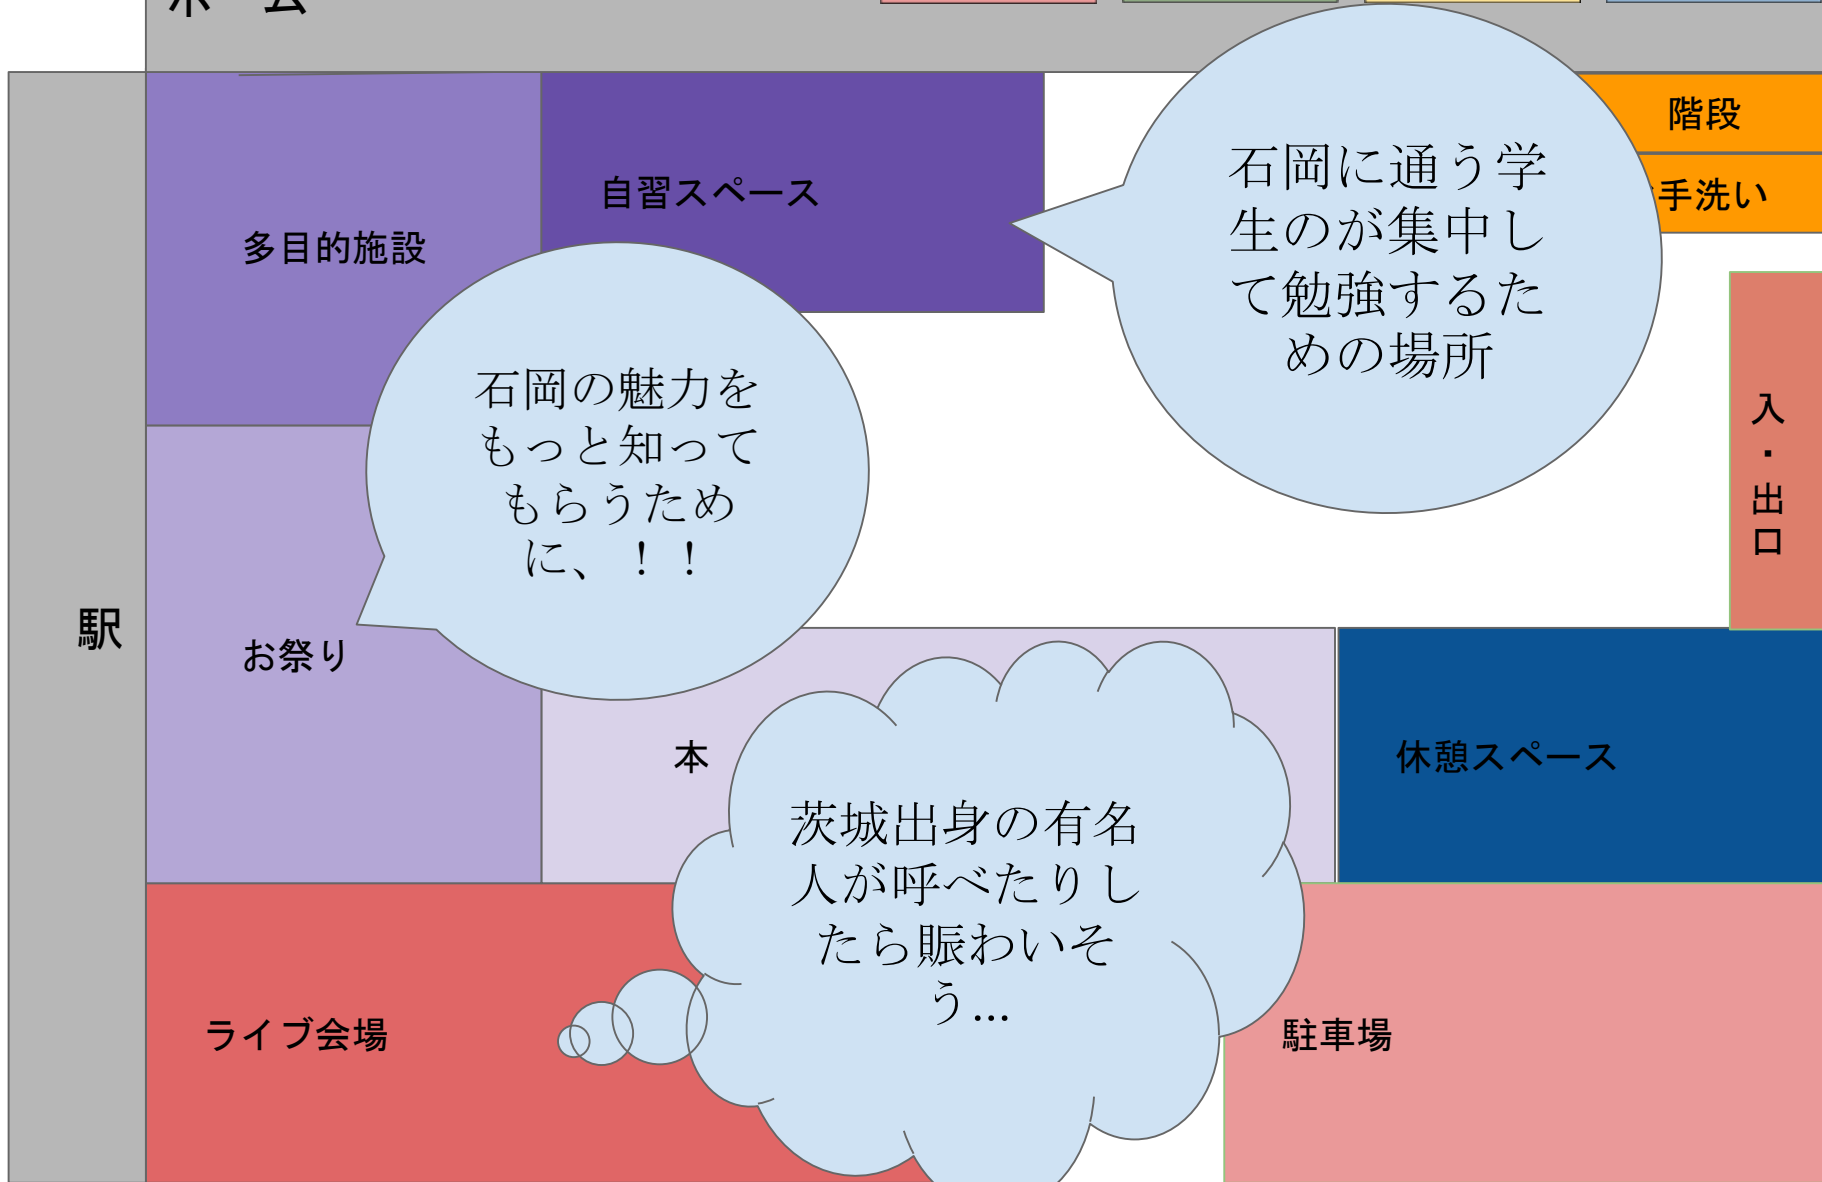 階段
手洗い
自習スペース
石岡に通う学
生のが集中し
て勉強するた
めの場所
多目的施設
石岡の魅力を
もっと知って
もらうため
に、！！
入・出口
駅
お祭り
本
休憩スペース
茨城出身の有名
人が呼べたりし
たら賑わいそ
う...
ライブ会場
駐車場